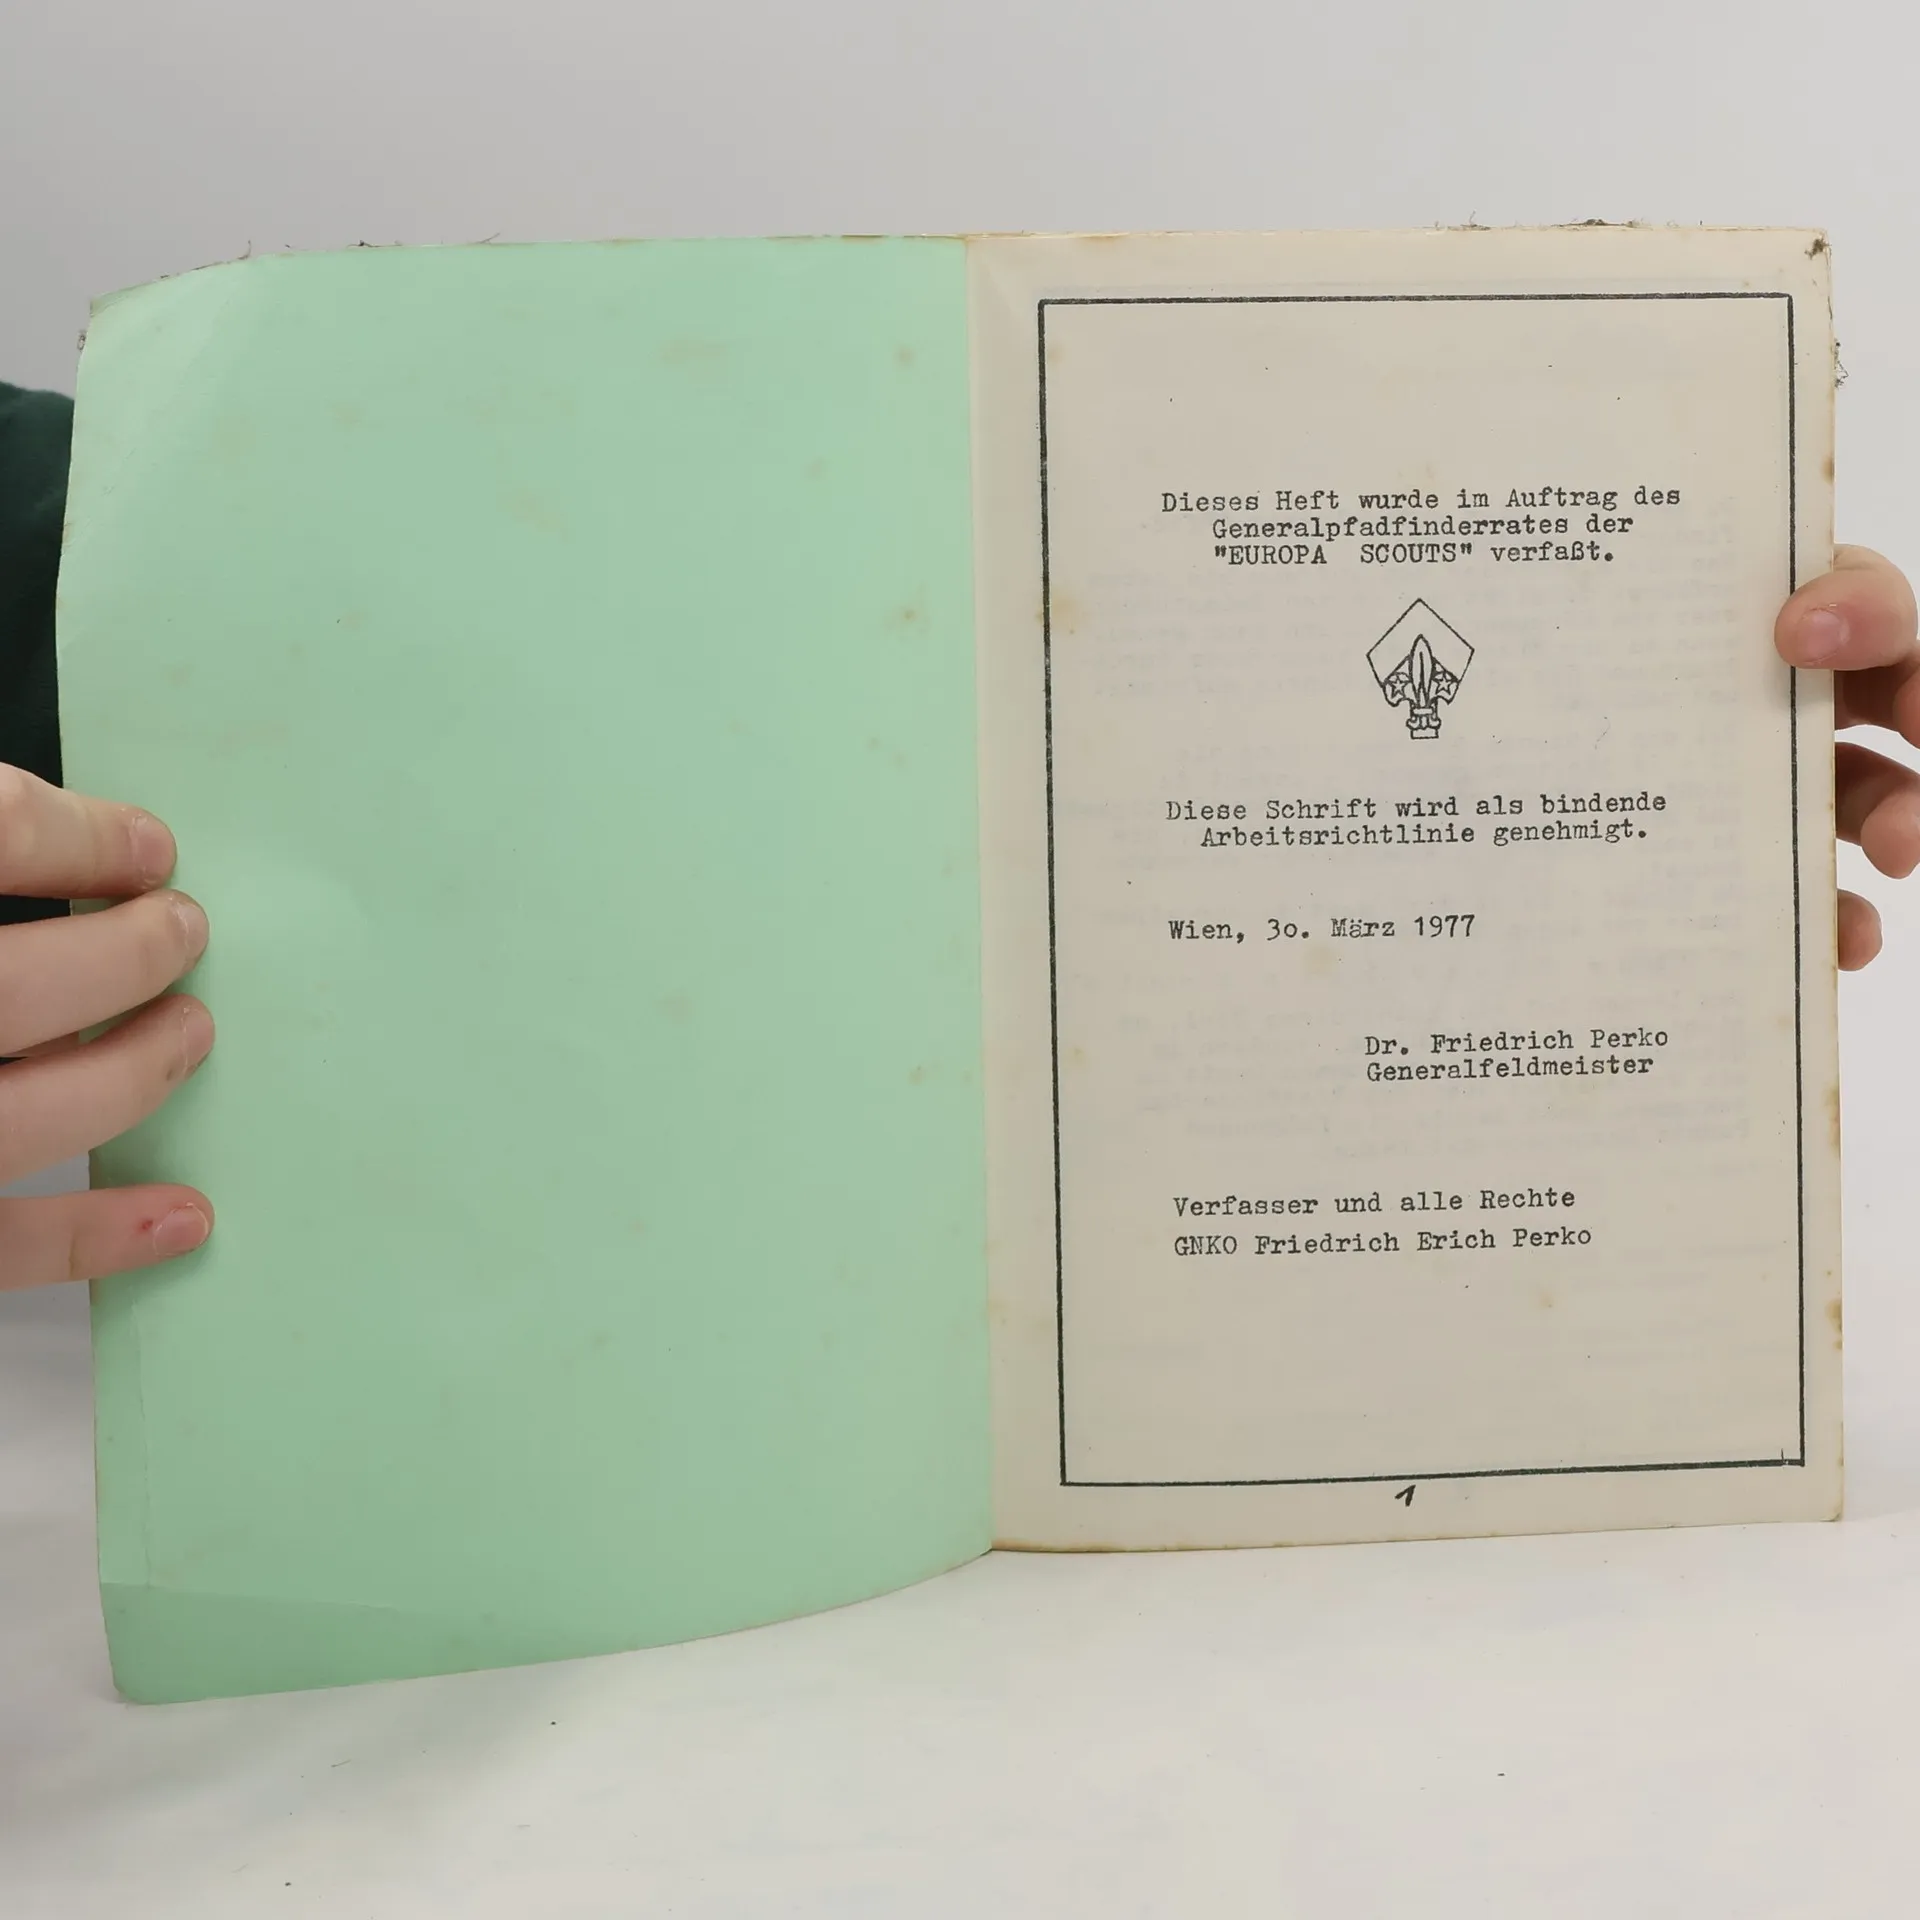 Dieses Heft wurde im Auftrag des
Generalpfadfinderrates der
"EUROPA SCOUTS" verfaßt.
Diese Schrift wird als bindende
Arbeitsrichtlinie genehmigt.
Wien, 3o. März 1977
Dr. Friedrich Perko
Generalfeldmeister
Verfasser und alle Rechte
GNKO Friedrich Erich Perko
1